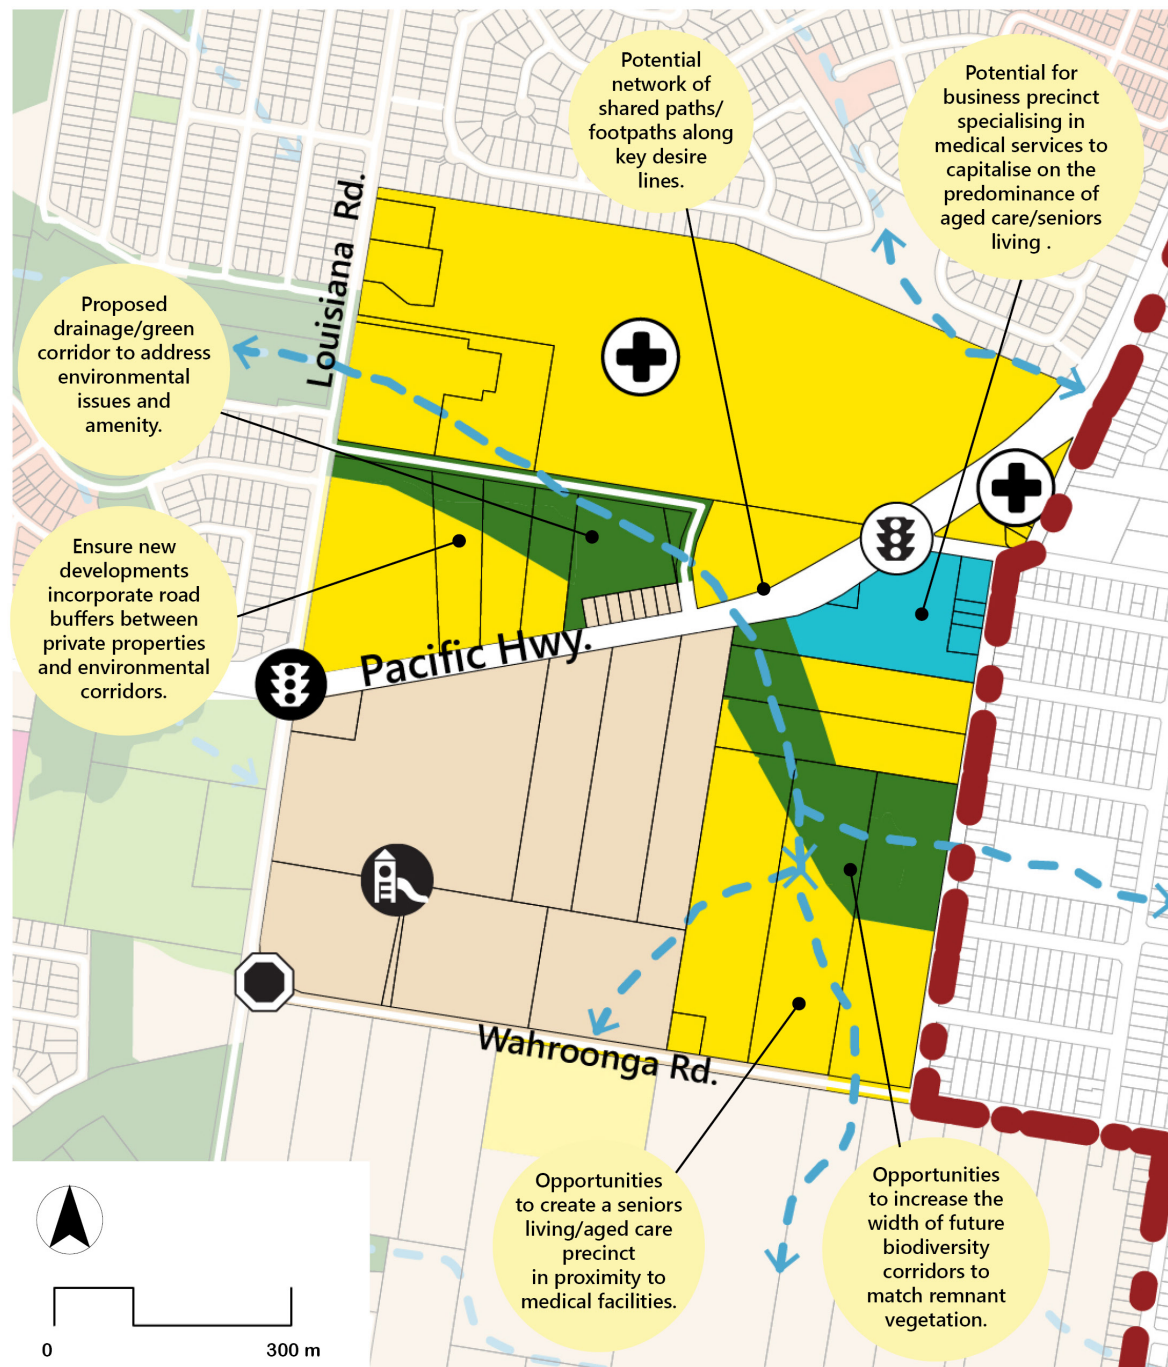 Potential
network of
shared paths/
footpaths along
key desire
lines.
Potential for
business precinct
specialising in
medical services to
capitalise on the
predominance of
aged care/seniors
living .
Louisiana Rd.
Proposed
drainage/green
corridor to address
environmental
issues and
amenity.
Ensure new
developments
incorporate road
buffers between
private properties
and environmental
corridors.
Pacific Hwy.
Wahroonga Rd.
Opportunities
to create a seniors
living/aged care
precinct
in proximity to
medical facilities.
Opportunities
to increase the
width of future
biodiversity
corridors to
match remnant
vegetation.
0 300 m